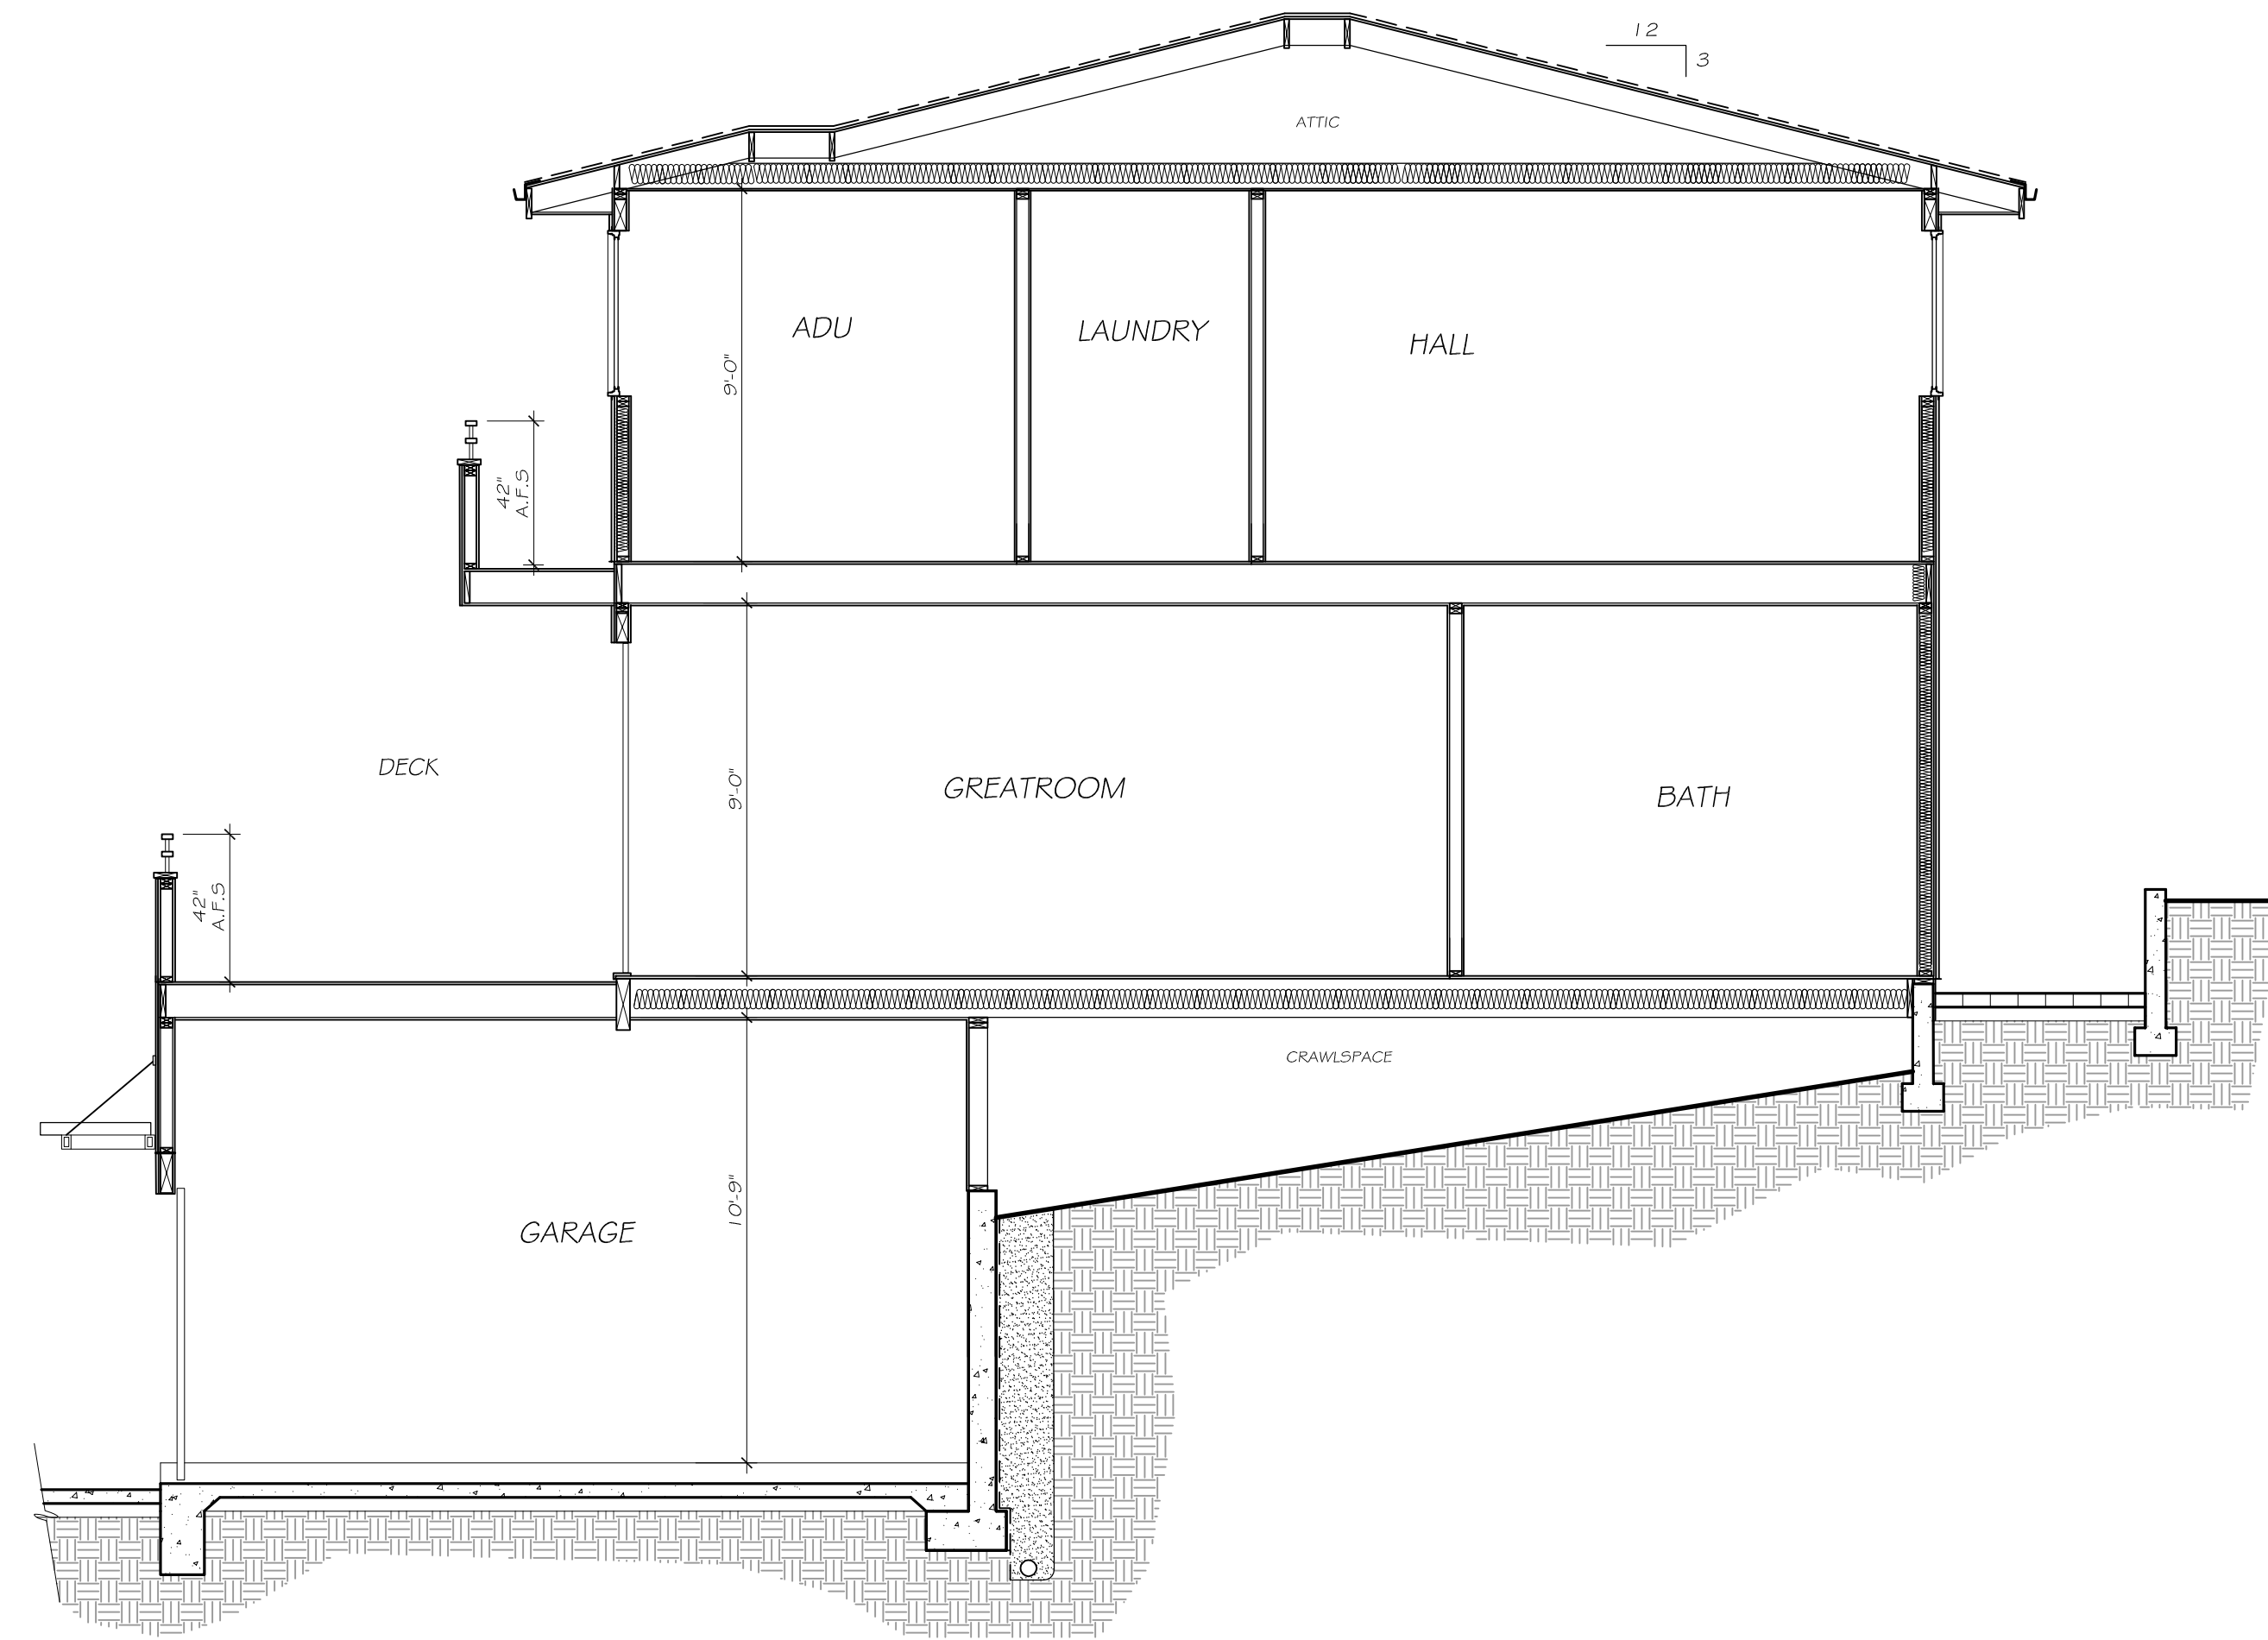 12
3
ATTIC
ADU
LAUNDRY
HALL
9'-0"
42"
A.F.S
DECK
GREATROOM
BATH
9'-0"
42"
A.F.S
CRAWLSPACE
GARAGE
10'-9"